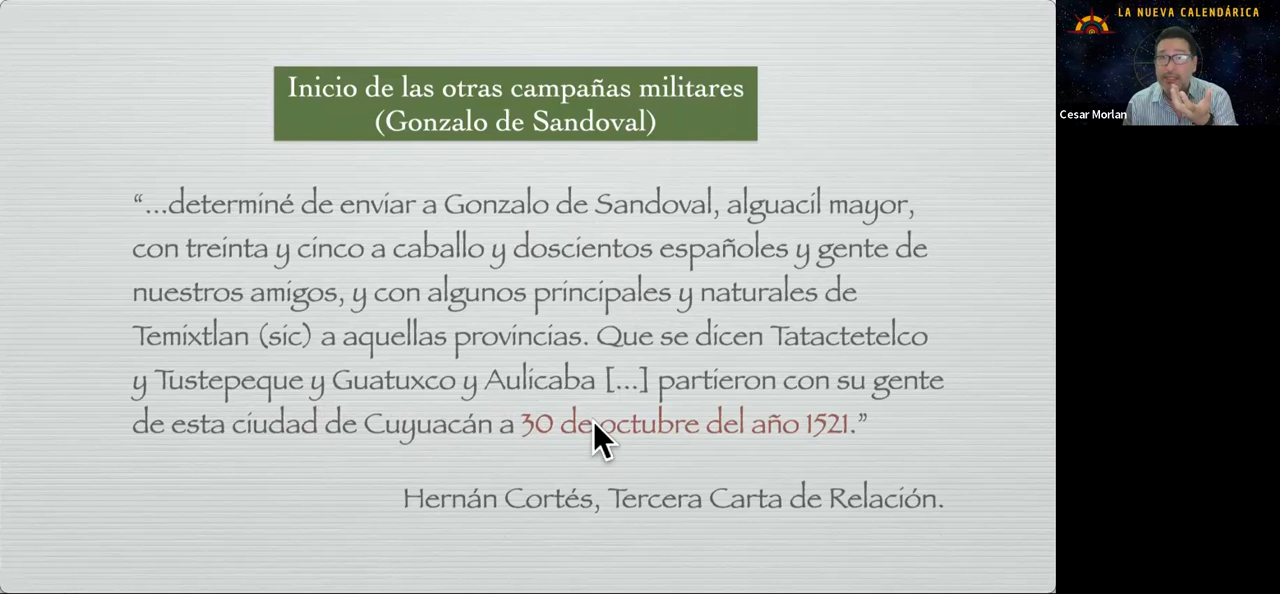 Inicio de las otras campañas militares
(Gonzalo de Sandoval)
“...determiné de enviar a Gonzalo de Sandoval, alguacil mayor,
con treinta y cinco a caballo y doscientos españoles y gente de
nuestros amigos, y con algunos principales y naturales de
Temixtlan (sic) a aquellas provincias. Que se dicen Tatactetelco
y Tustepeque y Guatuxco y Aulicaba [...] partieron con su gente
de esta ciudad de Cuyuacán a 30 de octubre del año 1521.”
Hernán Cortés, Tercera Carta de Relación.
LA NUEVA CALENDÁRICA
Cesar Morlan